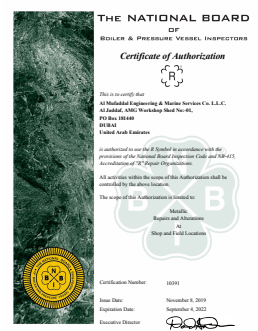 THE NATIONAL BOARD
OF
BOILER & PRESSURE VESSEL INSPECTORS
Certificate of Authorization
R
This is to certify that
Al Mufaddal Engineering & Marine Services Co. L.L.C.
Al Jaddaf, AMG Workshop Shed No:-01,
PO Box 181440
DUBAI
United Arab Emirates
is authorized to use the R Symbol in accordance with the
provisions of the National Board Inspection Code and NB-415,
Accreditation of "R" Repair Organizations.
All activities within the scope of this Authorization shall be
controlled by the above location.
The scope of this Authorization is limited to:
Metallic
Repairs and Alterations
At
Shop and Field Locations
N
B B
I
Certificate Number: 10391
Issue Date: November 8, 2019
Expiration Date: September 4, 2022
Executive Director